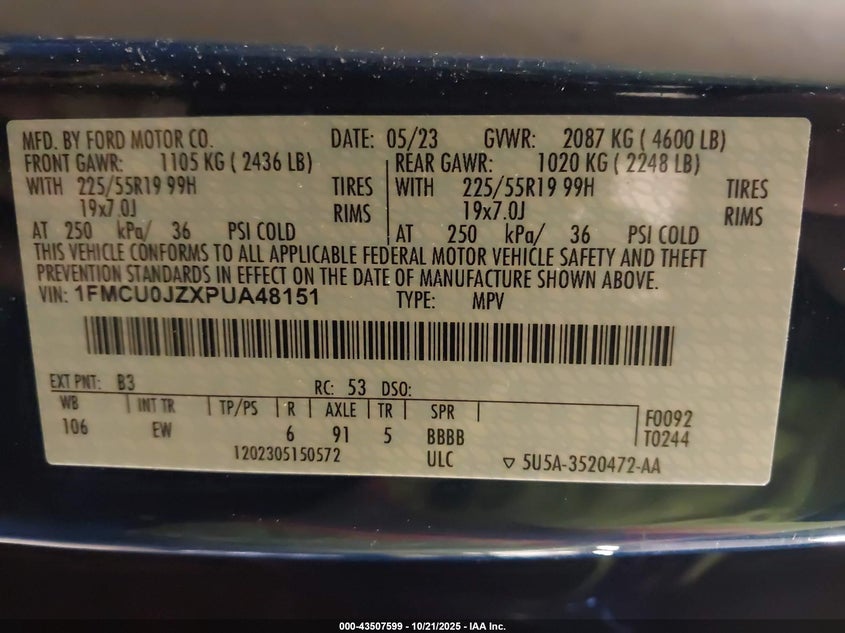 MFD. BY FORD MOTOR CO. DATE: 05/23 GVWR: 2087 KG ( 4600 LB)
FRONT GAWR: 1105 KG ( 2436 LB) REAR GAWR: 1020 KG ( 2248 LB)
WITH 225/55R19 99H TIRES WITH 225/55R19 99H TIRES
19x7.0J RIMS 19x7.0J RIMS
AT 250 kPa/ 36 PSI COLD AT 250 kPa/ 36 PSI COLD
THIS VEHICLE CONFORMS TO ALL APPLICABLE FEDERAL MOTOR VEHICLE SAFETY AND THEFT
PREVENTION STANDARDS IN EFFECT ON THE DATE OF MANUFACTURE SHOWN ABOVE.
VIN: 1FMCU0JZXPUA48151 TYPE: MPV
EXT PNT: B3 RC: 53 DSO:
WB INT TR TP/PS R AXLE TR SPR F0092
106 EW 6 91 5 BBBB T0244
1202305150572 ULC ▽ 5U5A-3520472-AA
000-43507599 - 10/21/2025 - IAA Inc.